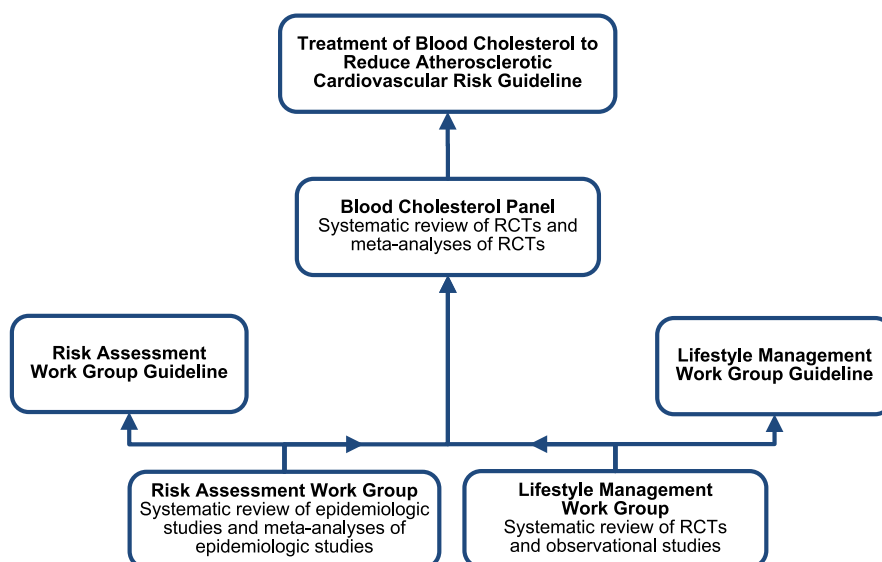 Treatment of Blood Cholesterol to
Reduce Atherosclerotic
Cardiovascular Risk Guideline
Blood Cholesterol Panel
Systematic review of RCTs and
meta-analyses of RCTs
Risk Assessment
Work Group Guideline
Lifestyle Management
Work Group Guideline
Risk Assessment Work Group
Systematic review of epidemiologic
studies and meta-analyses of
epidemiologic studies
Lifestyle Management
Work Group
Systematic review of RCTs
and observational studies